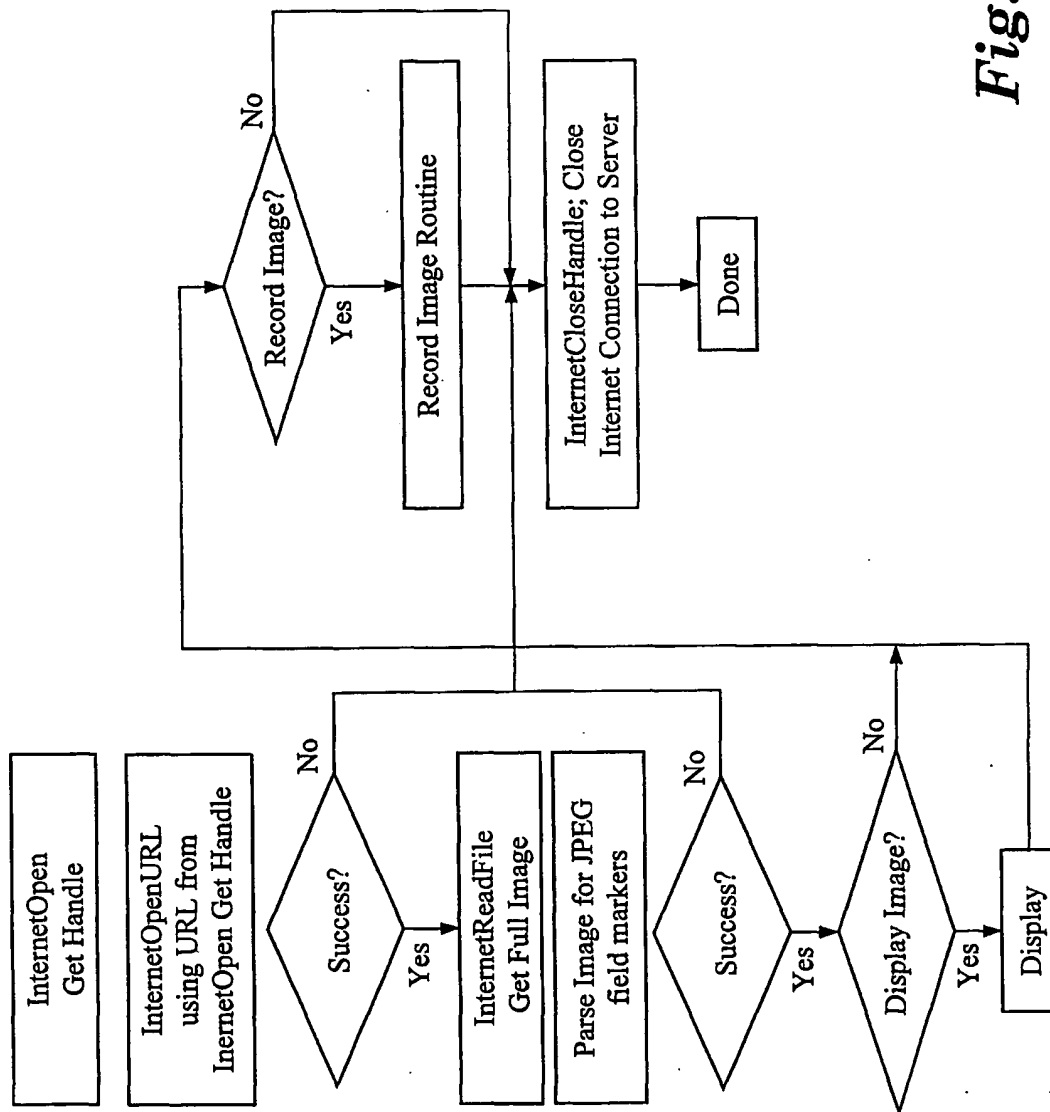 InternetOpen
Get Handle
InternetOpenURL
using URL from
InernetOpen Get Handle
Success?
No
Yes
InternetReadFile
Get Full Image
Parse Image for JPEG
field markers
Success?
No
Yes
Display Image?
No
Yes
Display
Record Image?
No
Yes
Record Image Routine
InternetCloseHandle; Close
Internet Connection to Server
Done
Fig.